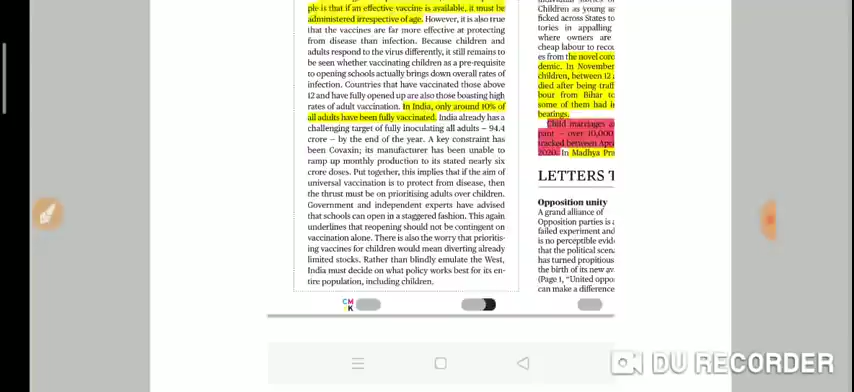 ple is that if an effective vaccine is available, it must be
administered irrespective of age. However, it is also true
that the vaccines are far more effective at protecting
from disease than infection. Because children and
adults respond to the virus differently, it still remains to
be seen whether vaccinating children as a pre-requisite
to opening schools actually brings down overall rates of
infection. Countries that have vaccinated those above
12 and have fully opened up are also those boasting high
rates of adult vaccination. In India, only around 10% of
all adults have been fully vaccinated. India already has a
challenging target of fully inoculating all adults – 94.4
crore – by the end of the year. A key constraint has
been Covaxin; its manufacturer has been unable to
ramp up monthly production to its stated nearly six
crore doses. Put together, this implies that if the aim of
universal vaccination is to protect from disease, then
the thrust must be on prioritising adults over children.
Government and independent experts have advised
that schools can open in a staggered fashion. This again
underlines that reopening should not be contingent on
vaccination alone. There is also the worry that prioritis-
ing vaccines for children would mean diverting already
limited stocks. Rather than blindly emulate the West,
India must decide on what policy works best for its en-
tire population, including children.
CM
K
Children as young as
ficked across States to
tories in appalling
where owners are
cheap labour to recou
es from the novel coro
demic. In November
children, between 12 a
died after being traff
bour from Bihar to
some of them had i
beatings.
Child marriages a
pant – over 10,000
tracked between Apri
2020. In Madhya Pra
LETTERS T
Opposition unity
A grand alliance of
Opposition parties is a
failed experiment and
is no perceptible evid
that the political scena
has turned propitious
the birth of its new av
(Page 1, "United oppo
can make a difference
DU RECORDER